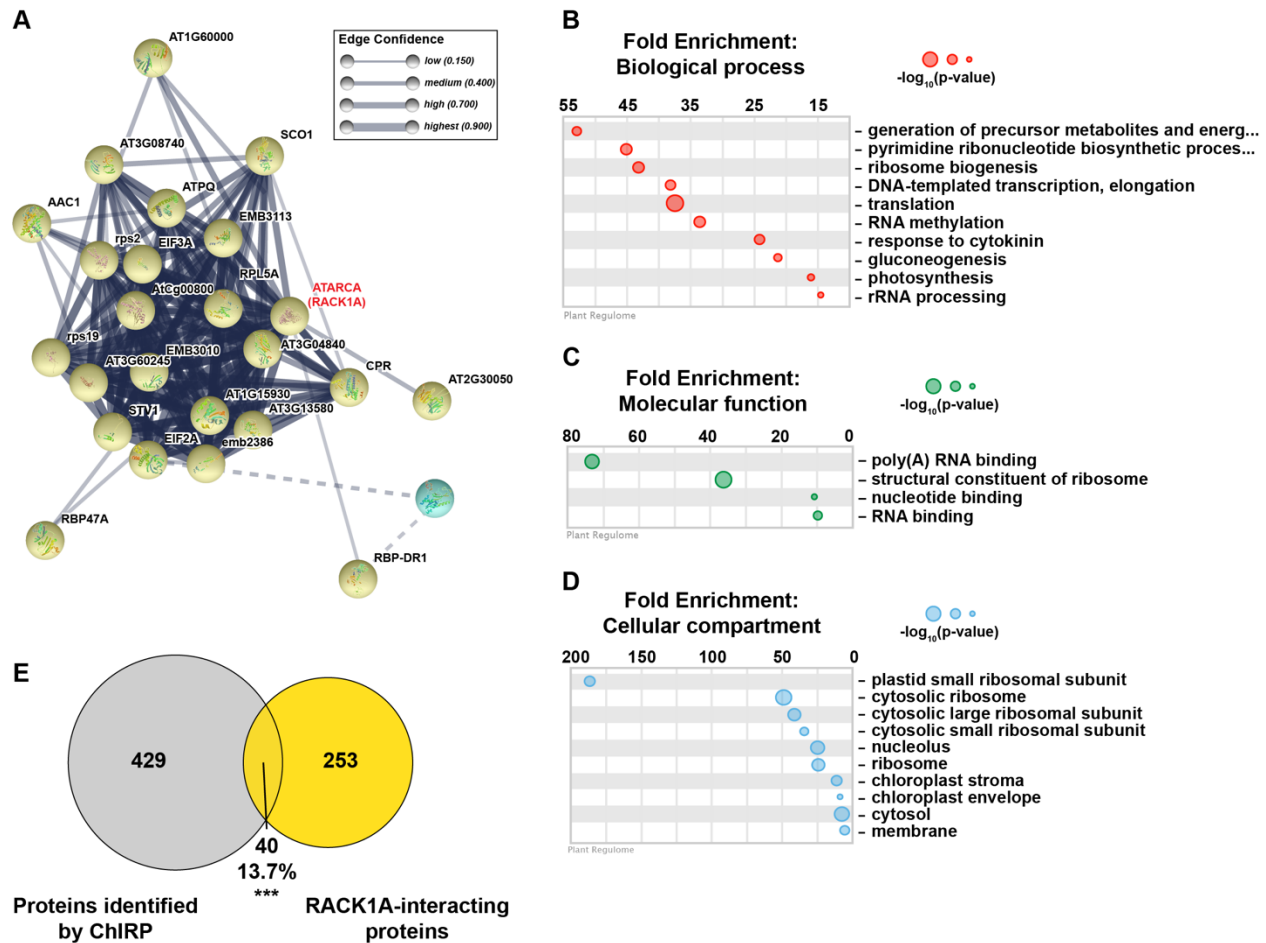 A
AT1G60000
Edge Confidence
low (0.150)
medium (0.400)
high (0.700)
highest (0.900)
SCO1
AT3G08740
ATPQ
AAC1
EMB3113
rps2
EIF3A
RPL5A
AtCg00800
ATARCA
(RACK1A)
rps19
EMB3010
AT3G04840
AT3G60245
CPR
AT2G30050
AT1G15930
STV1
AT3G13580
EIF2A
emb2386
RBP47A
RBP-DR1
B
Fold Enrichment:
Biological process
-log10(p-value)
55 45 35 25 15
generation of precursor metabolites and energ...
pyrimidine ribonucleotide biosynthetic proces...
ribosome biogenesis
DNA-templated transcription, elongation
translation
RNA methylation
response to cytokinin
gluconeogenesis
photosynthesis
rRNA processing
Plant Regulome
C
Fold Enrichment:
Molecular function
-log10(p-value)
80 60 40 20 0
poly(A) RNA binding
structural constituent of ribosome
nucleotide binding
RNA binding
Plant Regulome
D
Fold Enrichment:
Cellular compartment
-log10(p-value)
200 150 100 50 0
plastid small ribosomal subunit
cytosolic ribosome
cytosolic large ribosomal subunit
cytosolic small ribosomal subunit
nucleolus
ribosome
chloroplast stroma
chloroplast envelope
cytosol
membrane
Plant Regulome
E
429
253
40
13.7%
***
Proteins identified
by ChIRP
RACK1A-interacting
proteins